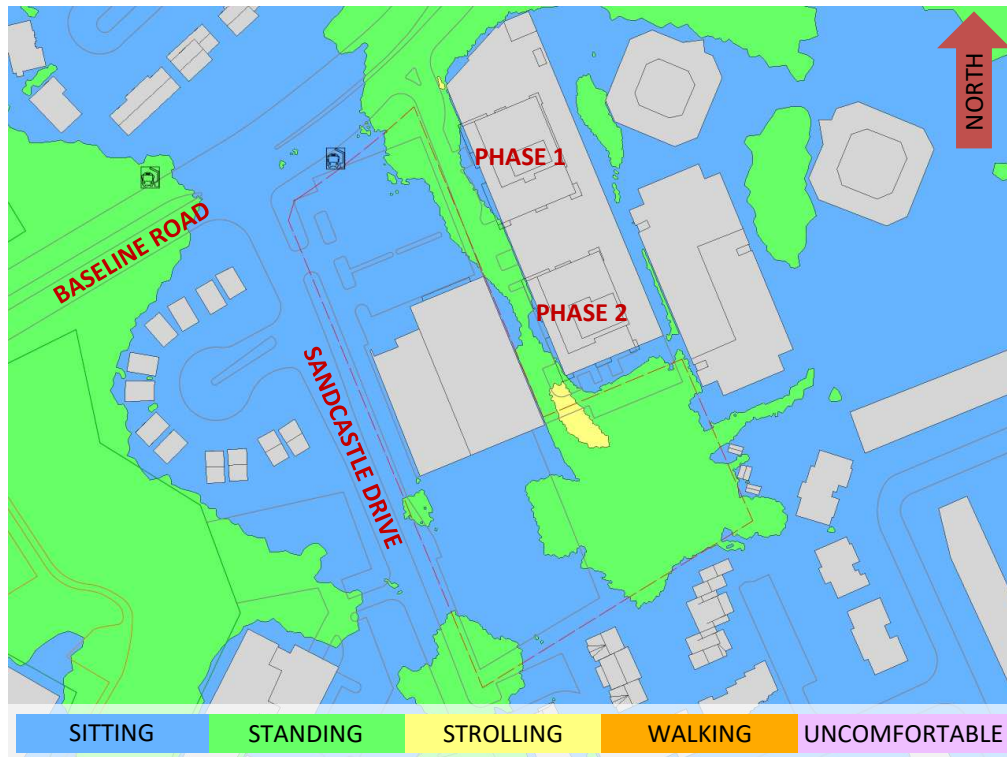 NORTH
PHASE 1
BASELINE ROAD
PHASE 2
SANDCASTLE DRIVE
SITTING
STANDING
STROLLING
WALKING
UNCOMFORTABLE